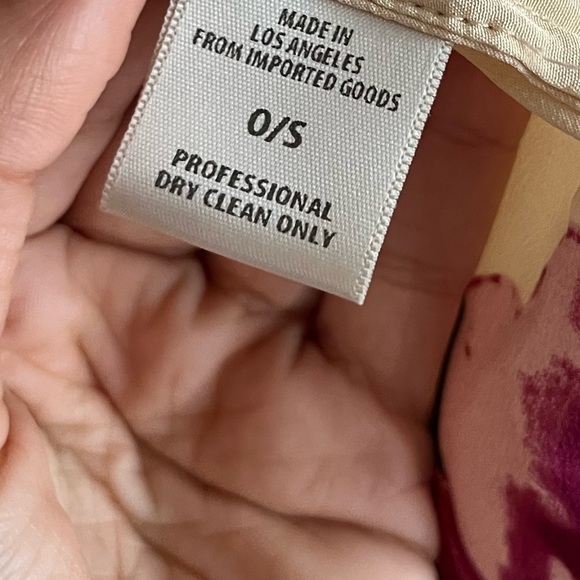 MADE IN
LOS ANGELES
FROM IMPORTED GOODS
O/S
PROFESSIONAL
DRY CLEAN ONLY